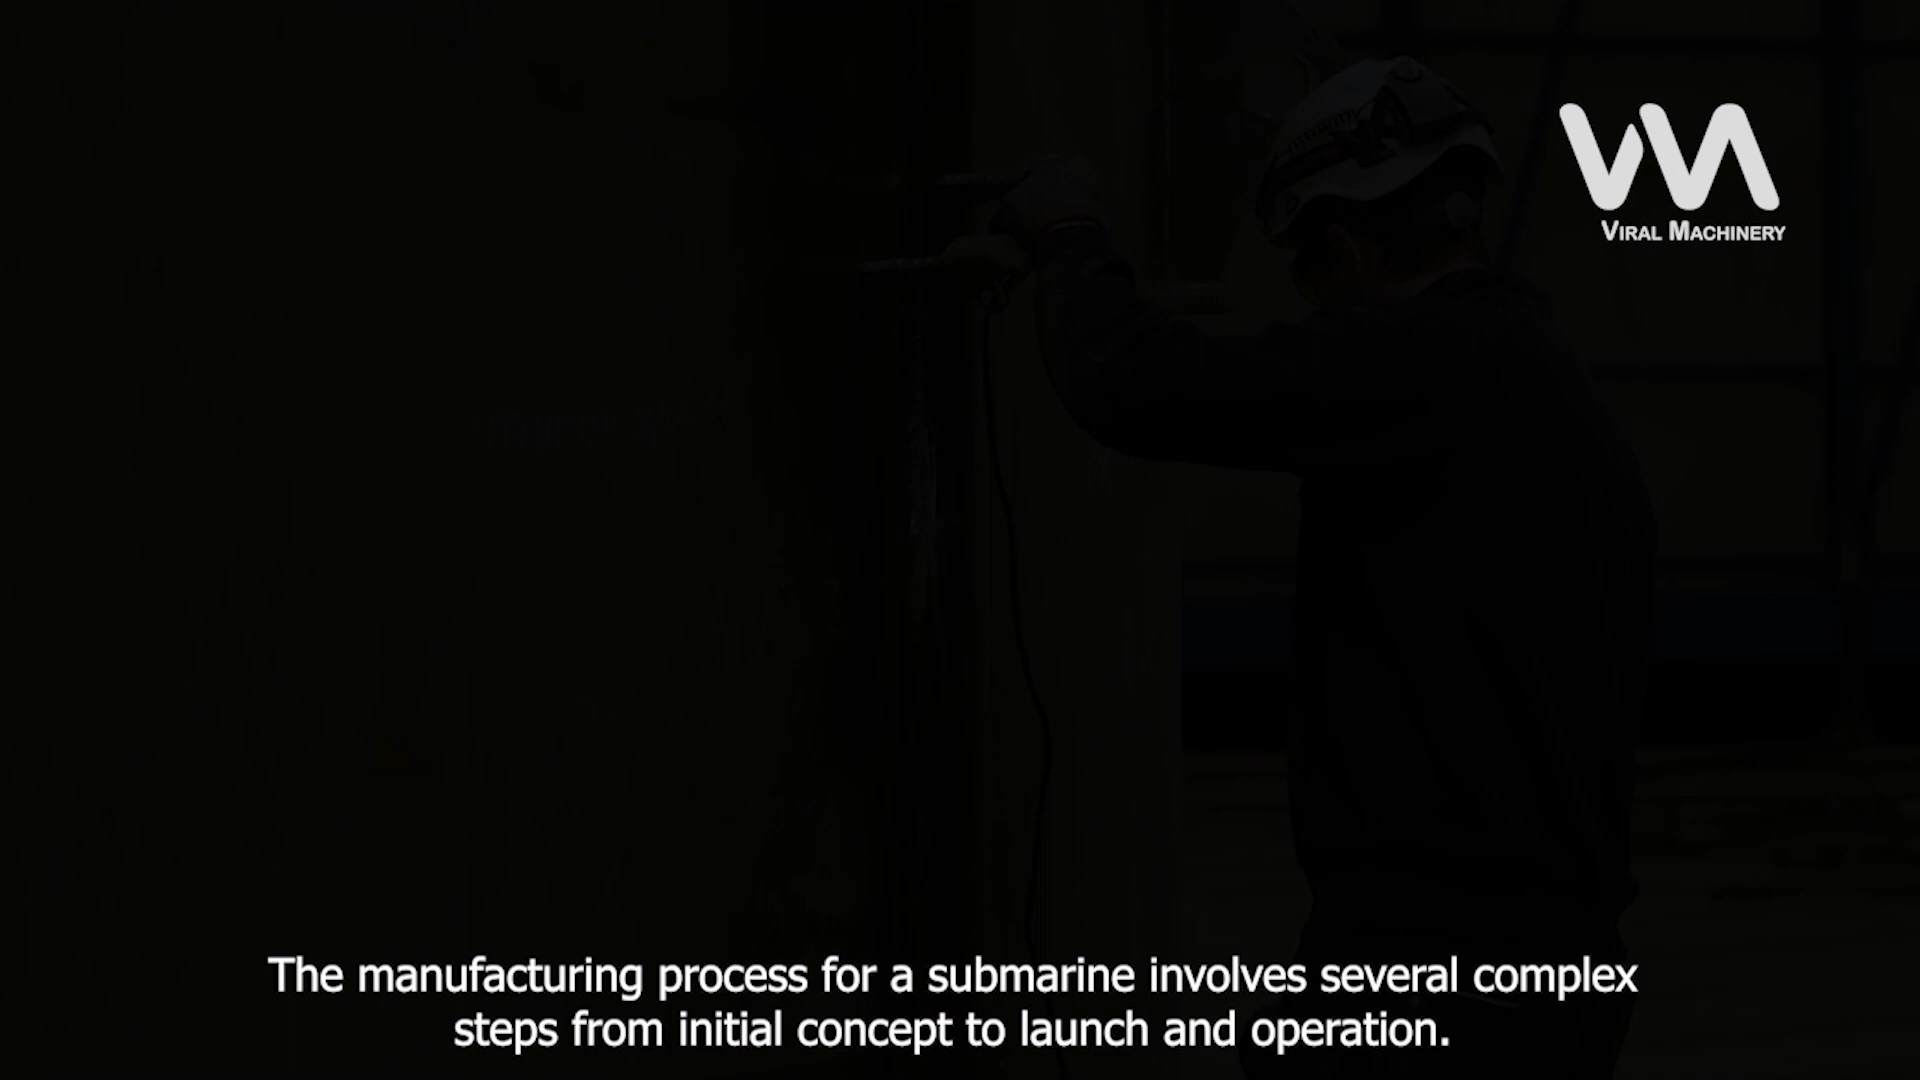 VIRAL MACHINERY
The manufacturing process for a submarine involves several complex
steps from initial concept to launch and operation.